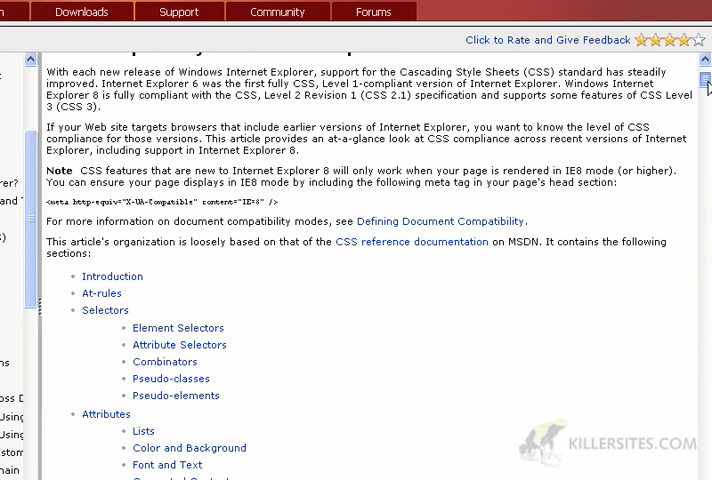 Downloads Support Community Forums
Click to Rate and Give Feedback
With each new release of Windows Internet Explorer, support for the Cascading Style Sheets (CSS) standard has steadily
improved. Internet Explorer 6 was the first fully CSS, Level 1-compliant version of Internet Explorer. Windows Internet
Explorer 8 is fully compliant with the CSS, Level 2 Revision 1 (CSS 2.1) specification and supports some features of CSS Level
3 (CSS 3).
If your Web site targets browsers that include earlier versions of Internet Explorer, you want to know the level of CSS
compliance for those versions. This article provides an at-a-glance look at CSS compliance across recent versions of Internet
Explorer, including support in Internet Explorer 8.
Note CSS features that are new to Internet Explorer 8 will only work when your page is rendered in IE8 mode (or higher).
You can ensure your page displays in IE8 mode by including the following meta tag in your page's head section:
<meta http-equiv="X-UA-Compatible" content="IE=8" />
For more information on document compatibility modes, see Defining Document Compatibility.
This article's organization is loosely based on that of the CSS reference documentation on MSDN. It contains the following
sections:
Introduction
At-rules
Selectors
Element Selectors
Attribute Selectors
Combinators
Pseudo-classes
Pseudo-elements
Attributes
Lists
Color and Background
Font and Text
KILLERSITES.COM